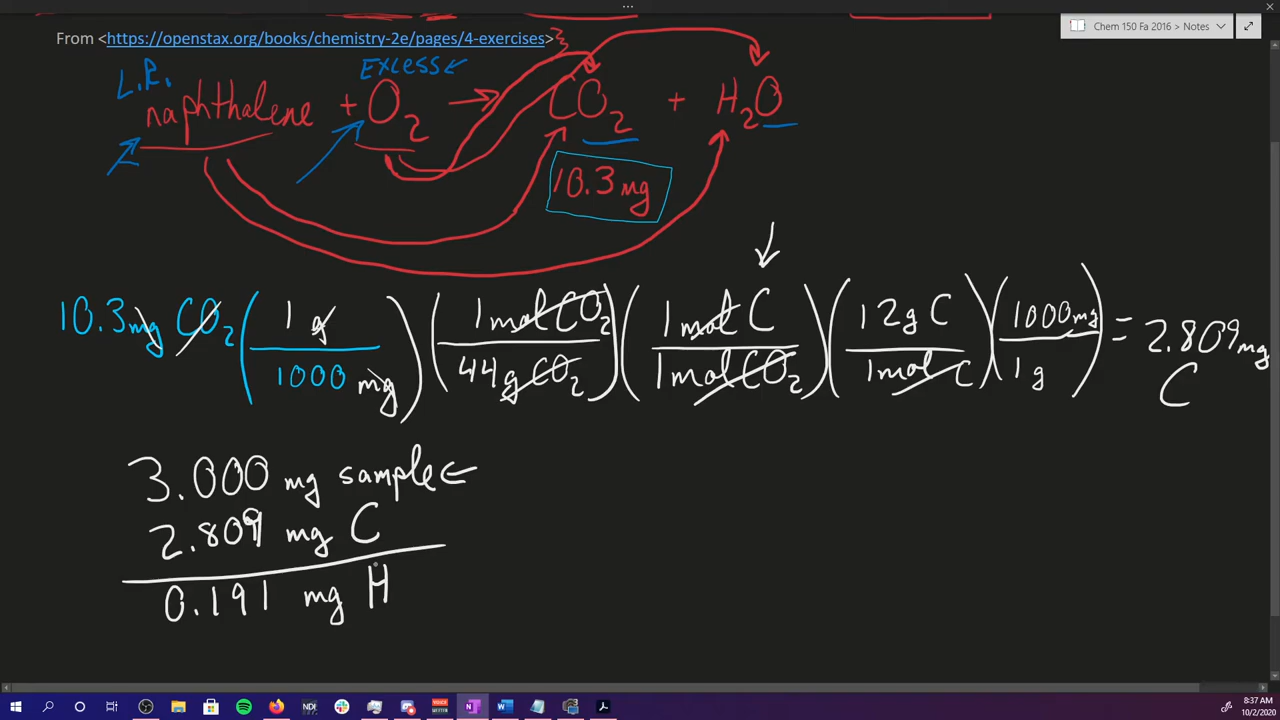 ...
Chem 150 Fa 2016 > Notes
From <https://openstax.org/books/chemistry-2e/pages/4-exercises>
L.R. Excess
naphthalene + O2 → CO2 + H2O
10.3 mg
10.3 mg CO2 (1 g / 1000 mg) (1 mol CO2 / 44 g CO2) (1 mol C / 1 mol CO2) (12 g C / 1 mol C) (1000 mg / 1 g) = 2.809 mg
C
3.000 mg sample ←
2.809 mg C
0.191 mg H
NDI VOICE MEETER N W
8:37 AM
10/2/2020